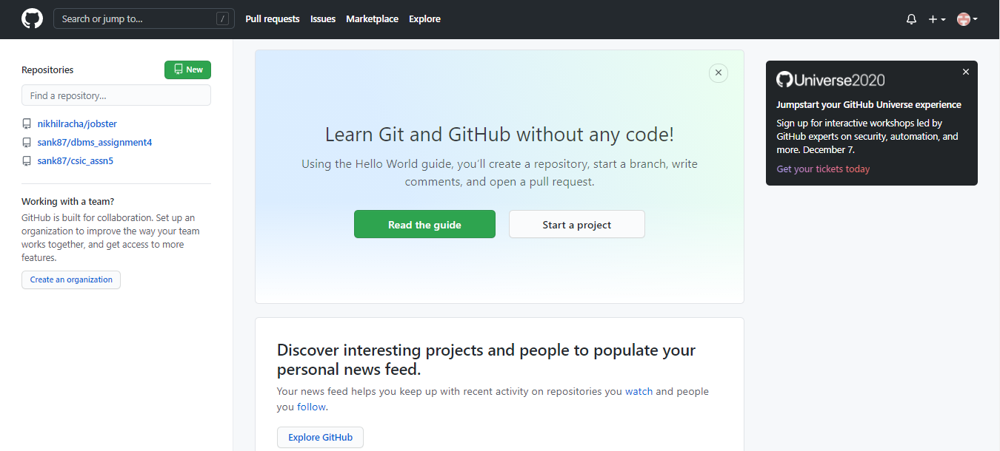 Search or jump to...
/
Pull requests
Issues
Marketplace
Explore
Repositories
New
Find a repository...
nikhilracha/jobster
sank87/dbms_assignment4
sank87/csic_assn5
Working with a team?
GitHub is built for collaboration. Set up an
organization to improve the way your team
works together, and get access to more
features.
Create an organization
Learn Git and GitHub without any code!
Using the Hello World guide, you’ll create a repository, start a branch, write
comments, and open a pull request.
Read the guide
Start a project
Discover interesting projects and people to populate your
personal news feed.
Your news feed helps you keep up with recent activity on repositories you watch and people
you follow.
Explore GitHub
Universe2020
Jumpstart your GitHub Universe experience
Sign up for interactive workshops led by
GitHub experts on security, automation, and
more. December 7.
Get your tickets today